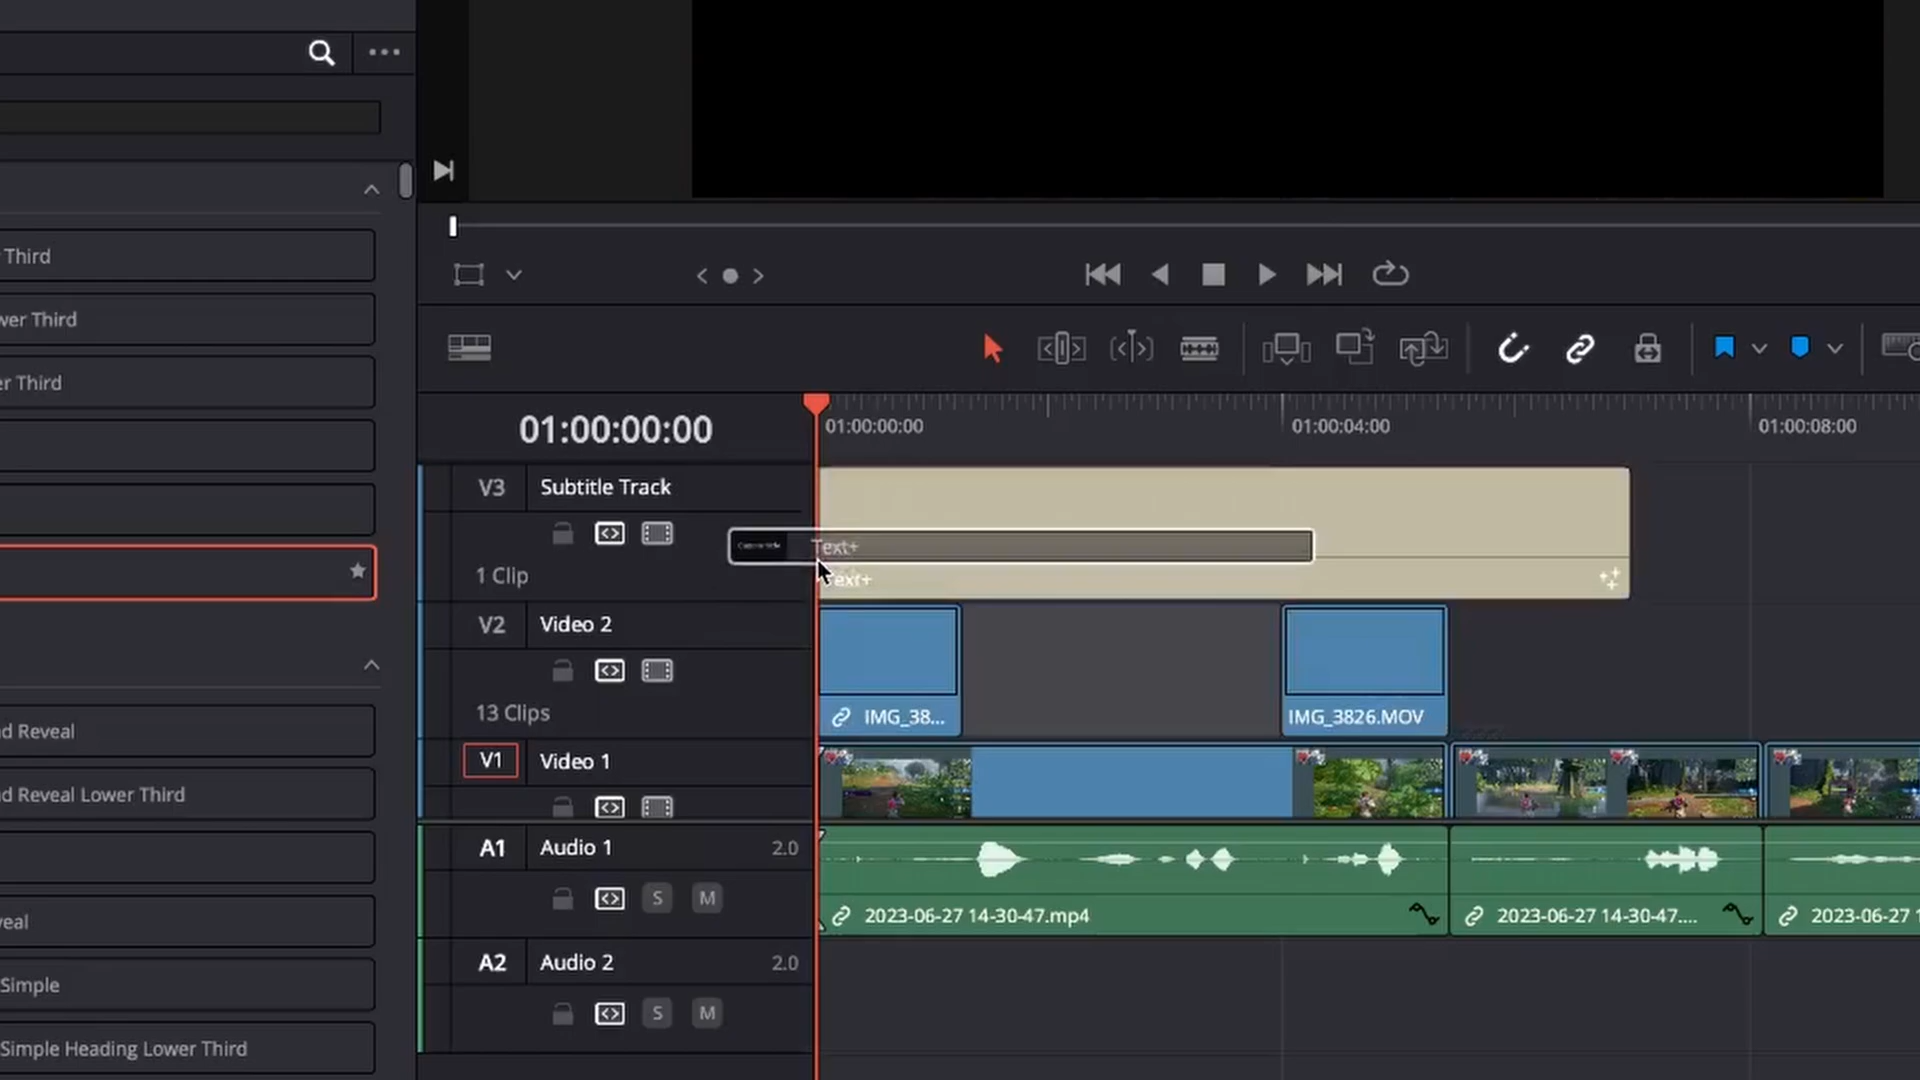 Third
wer Third
er Third
d Reveal
d Reveal Lower Third
eal
Simple
Simple Heading Lower Third
01:00:00:00
01:00:00:00
01:00:04:00
01:00:08:00
V3 Subtitle Track
1 Clip
Text+
Text+
V2 Video 2
13 Clips
IMG_38...
IMG_3826.MOV
V1 Video 1
A1 Audio 1 2.0
S M
2023-06-27 14-30-47.mp4
2023-06-27 14-30-47....
2023-06-27 1
A2 Audio 2 2.0
S M